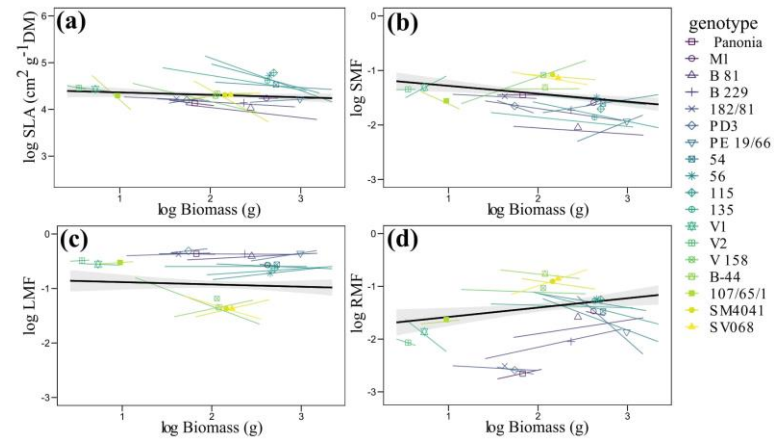 (a)
log SLA (cm² g⁻¹DM)
6
5
4
3
1
2
3
log Biomass (g)
(b)
log SMF
-0
-1
-2
-3
1
2
3
log Biomass (g)
(c)
log LMF
-0
-1
-2
-3
1
2
3
log Biomass (g)
(d)
log RMF
-0
-1
-2
-3
1
2
3
log Biomass (g)
genotype
Panonia
M1
B 81
B 229
182/81
PD3
PE 19/66
54
56
115
135
V1
V2
V 158
B-44
107/65/1
SM4041
SV068